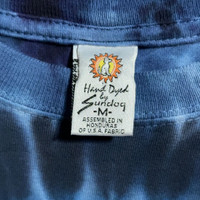 Hand Dyed
by
Sundog
-M-
ASSEMBLED IN
HONDURAS
OF U.S.A. FABRIC.